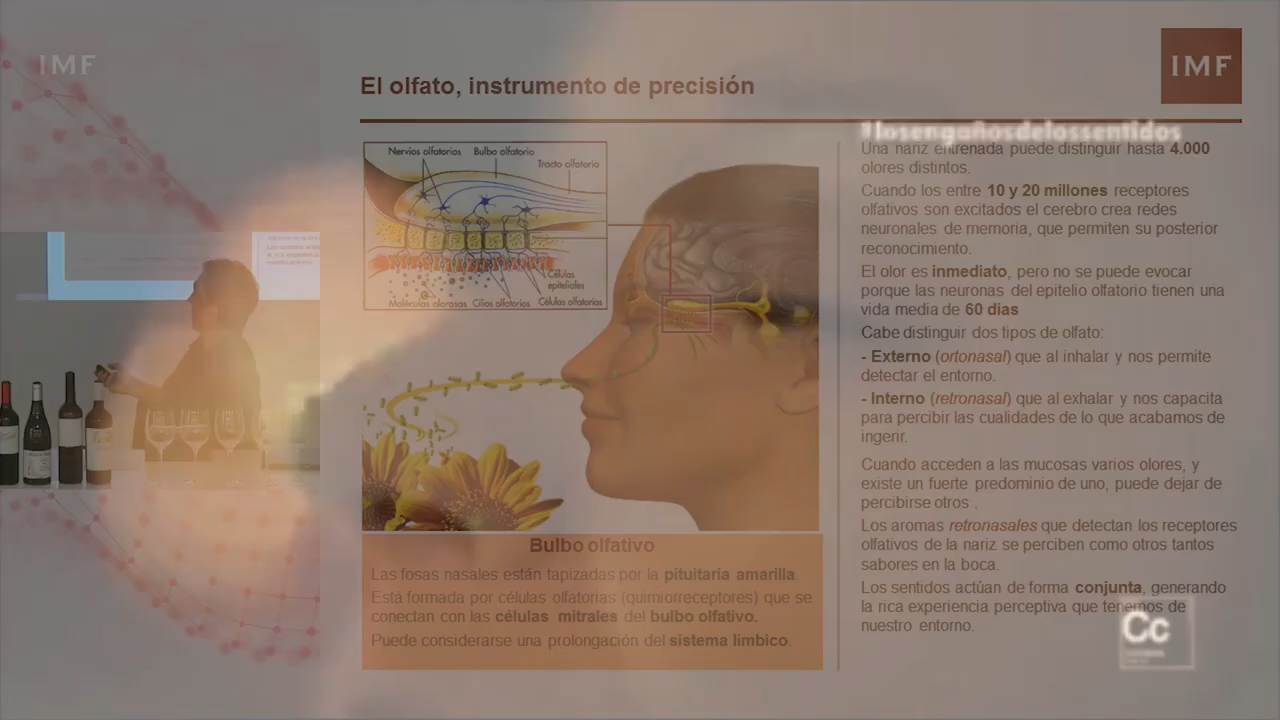 IMF
El olfato, instrumento de precisión
IMF
#losengañosdelossentidos
Nervios olfatorios
Bulbo olfatorio
Tracto olfatorio
Células
epiteliales
Moléculas olorosas
Cilios olfatorios
Células olfatorias
Bulbo olfativo
Las fosas nasales están tapizadas por la pituitaria amarilla
Está formada por células olfatorias (quimiorreceptores) que se
conectan con las células mitrales del bulbo olfativo.
Puede considerarse una prolongación del sistema límbico.
Una nariz entrenada puede distinguir hasta 4.000
olores distintos.
Cuando los entre 10 y 20 millones receptores
olfativos son excitados el cerebro crea redes
neuronales de memoria, que permiten su posterior
reconocimiento.
El olor es inmediato, pero no se puede evocar
porque las neuronas del epitelio olfatorio tienen una
vida media de 60 días
Cabe distinguir dos tipos de olfato:
- Externo (ortonasal) que al inhalar y nos permite
detectar el entorno.
- Interno (retronasal) que al exhalar y nos capacita
para percibir las cualidades de lo que acabamos de
ingerir.
Cuando acceden a las mucosas varios olores, y
existe un fuerte predominio de uno, puede dejar de
percibirse otros .
Los aromas retronasales que detectan los receptores
olfativos de la nariz se perciben como otros tantos
sabores en la boca.
Los sentidos actúan de forma conjunta, generando
la rica experiencia perceptiva que tenemos de
nuestro entorno.
Cc